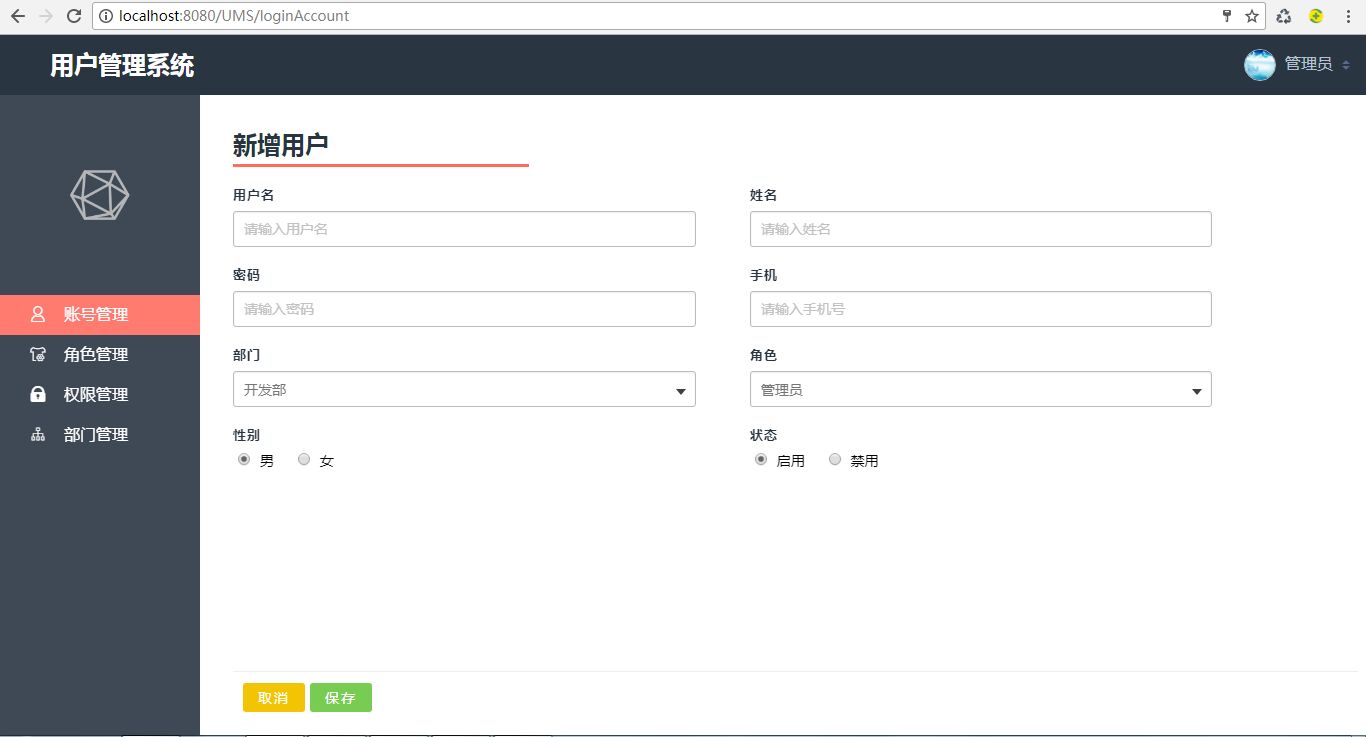 localhost:8080/UMS/loginAccount
用户管理系统
管理员
新增用户
用户名 姓名
请输入用户名 请输入姓名
密码 手机
请输入密码 请输入手机号
账号管理
角色管理
权限管理
部门管理
部门 角色
开发部 管理员
性别 状态
男 女 启用 禁用
取消 保存